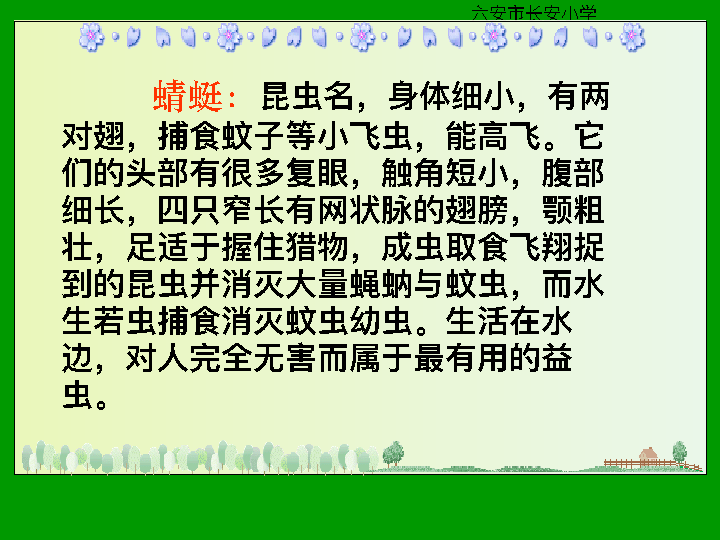 六安市长安小学
蜻蜓：昆虫名，身体细小，有两
对翅，捕食蚊子等小飞虫，能高飞。它
们的头部有很多复眼，触角短小，腹部
细长，四只窄长有网状脉的翅膀，颚粗
壮，足适于握住猎物，成虫取食飞翔捉
到的昆虫并消灭大量蝇蚋与蚊虫，而水
生若虫捕食消灭蚊虫幼虫。生活在水
边，对人完全无害而属于最有用的益
虫。